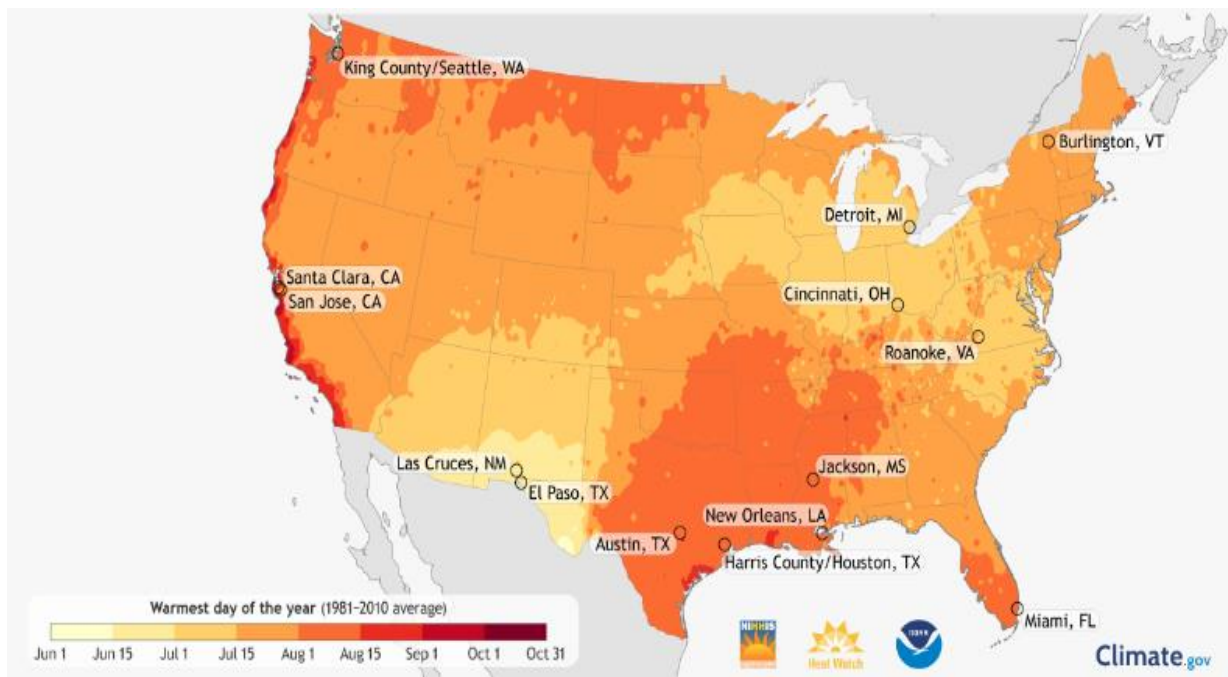 King County/Seattle, WA
Burlington, VT
Detroit, MI
Santa Clara, CA
San Jose, CA
Cincinnati, OH
Roanoke, VA
Las Cruces, NM
El Paso, TX
Jackson, MS
New Orleans, LA
Austin, TX
Harris County/Houston, TX
Miami, FL
Warmest day of the year (1981–2010 average)
Jun 1 Jun 15 Jul 1 Jul 15 Aug 1 Aug 15 Sep 1 Oct 1 Oct 31
NIHHIS
Heat Watch
NOAA
Climate.gov